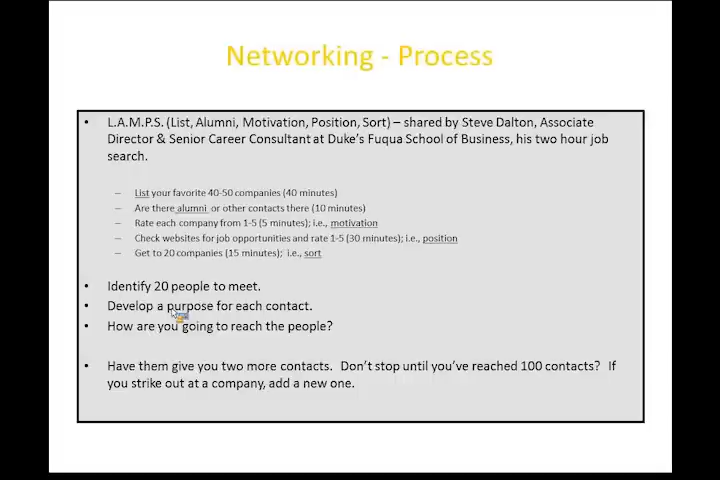 Networking - Process
• L.A.M.P.S. (List, Alumni, Motivation, Position, Sort) – shared by Steve Dalton, Associate
Director & Senior Career Consultant at Duke's Fuqua School of Business, his two hour job
search.
– List your favorite 40-50 companies (40 minutes)
– Are there alumni or other contacts there (10 minutes)
– Rate each company from 1-5 (5 minutes); i.e., motivation
– Check websites for job opportunities and rate 1-5 (30 minutes); i.e., position
– Get to 20 companies (15 minutes); i.e., sort
• Identify 20 people to meet.
• Develop a purpose for each contact.
• How are you going to reach the people?
• Have them give you two more contacts. Don't stop until you've reached 100 contacts? If
you strike out at a company, add a new one.